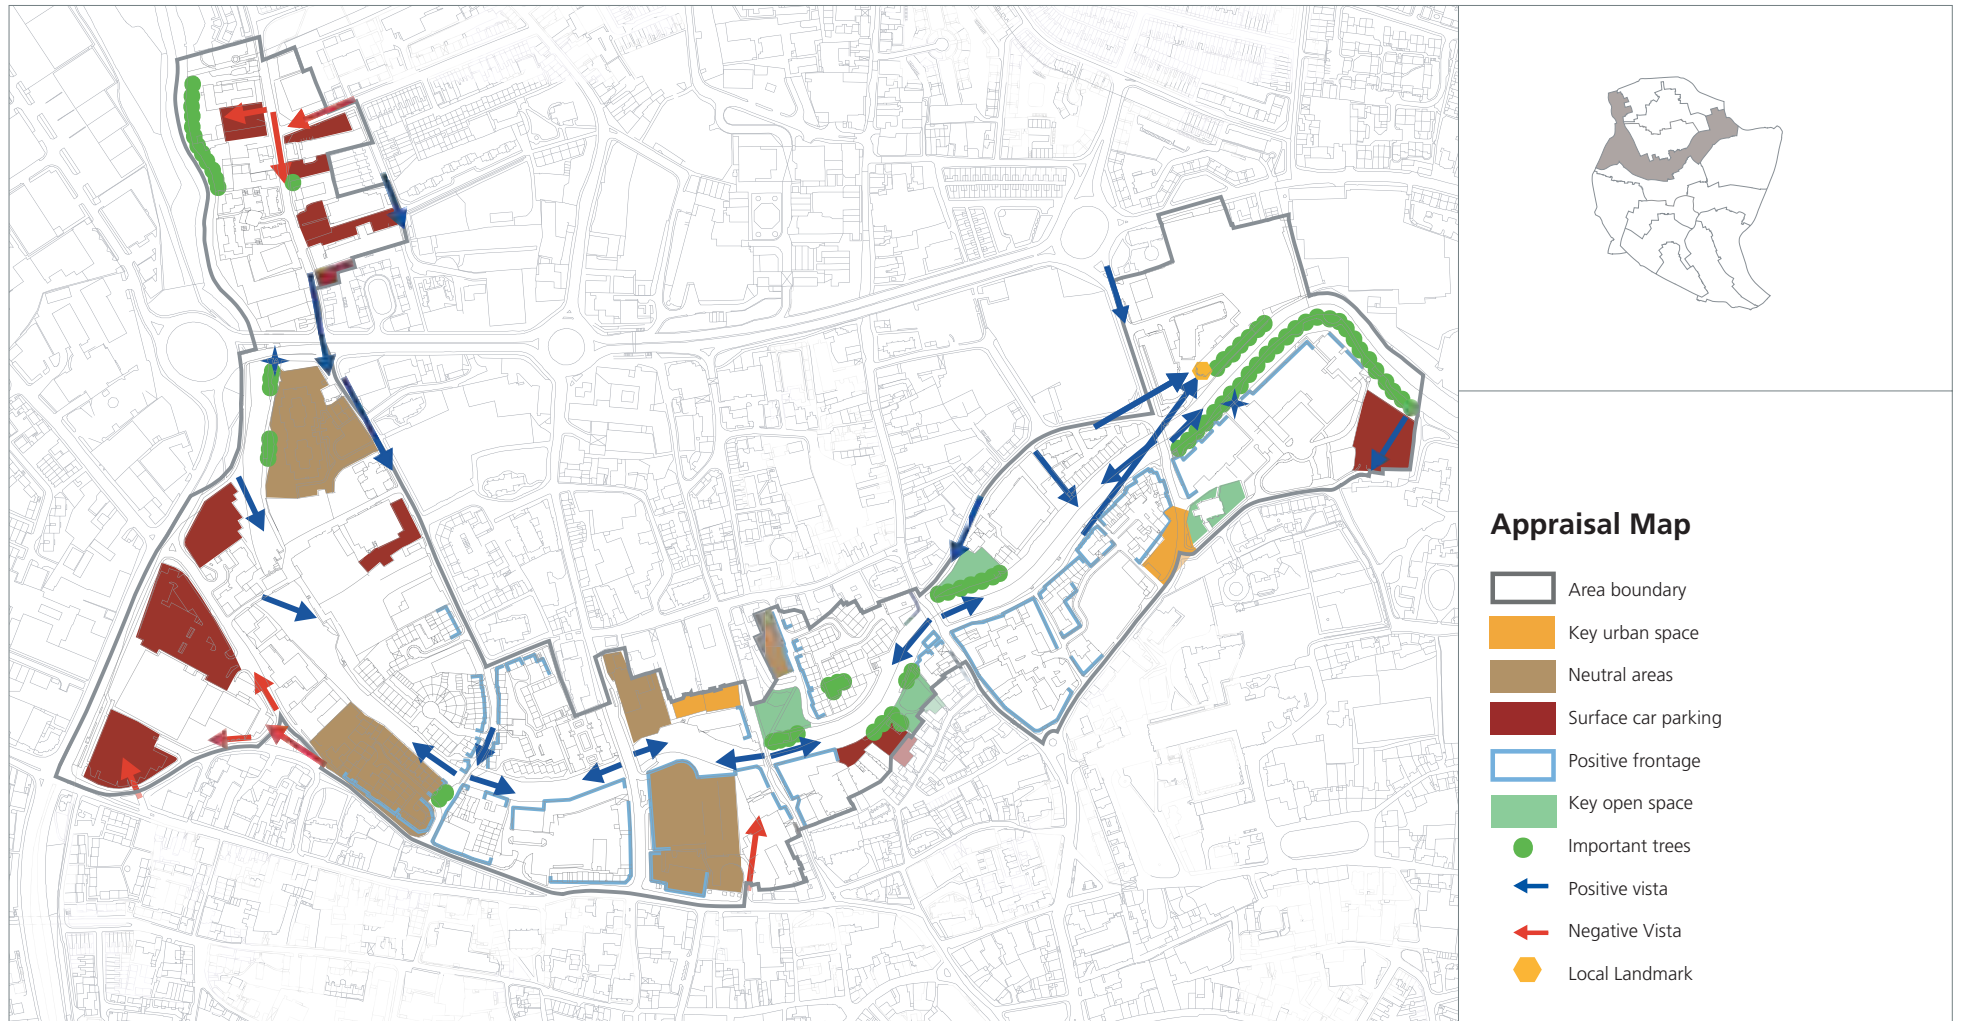 Appraisal Map
Area boundary
Key urban space
Neutral areas
Surface car parking
Positive frontage
Key open space
Important trees
Positive vista
Negative Vista
Local Landmark